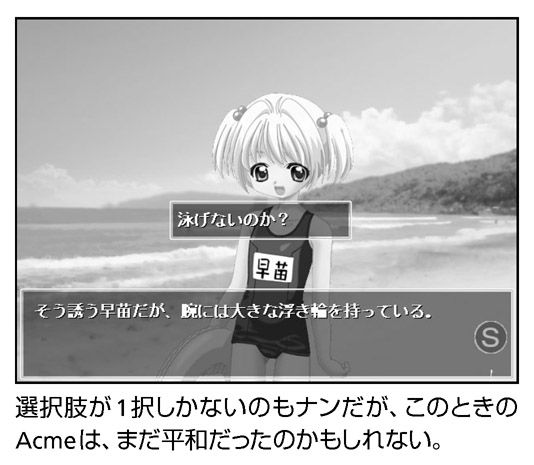 泳げないのか？
早苗
そう誘う早苗だが、腕には大きな浮き輪を持っている。
S
選択肢が1択しかないのもナンだが、このときの
Acmeは、まだ平和だったのかもしれない。